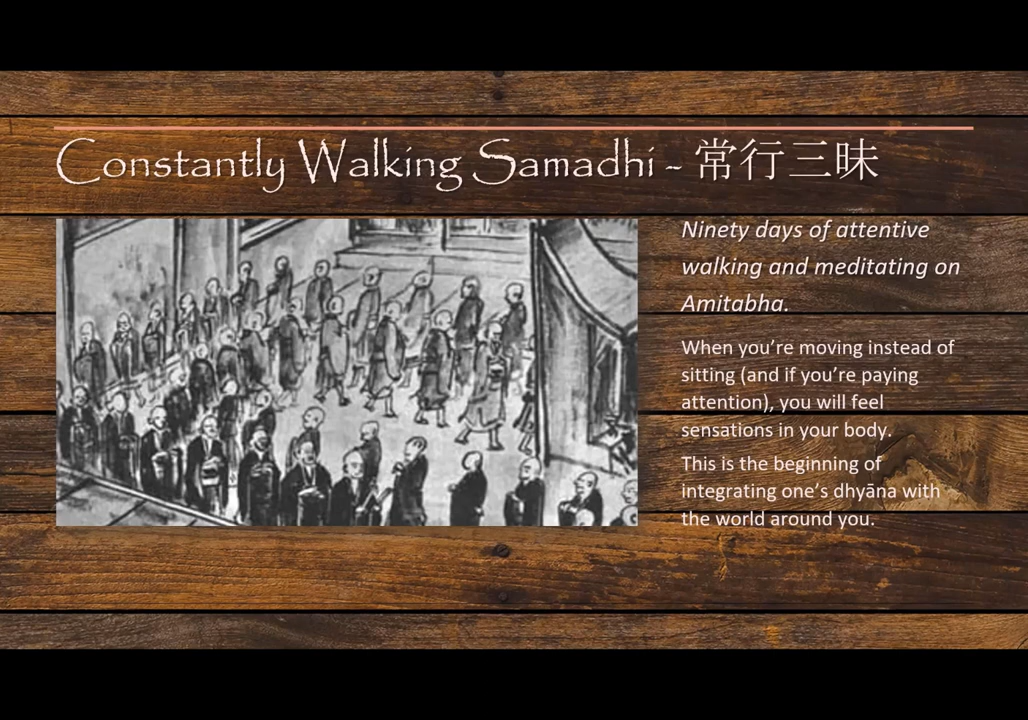 Constantly Walking Samadhi - 常行三昧
Ninety days of attentive
walking and meditating on
Amitabha.
When you're moving instead of
sitting (and if you're paying
attention), you will feel
sensations in your body.
This is the beginning of
integrating one's dhyāna with
the world around you.